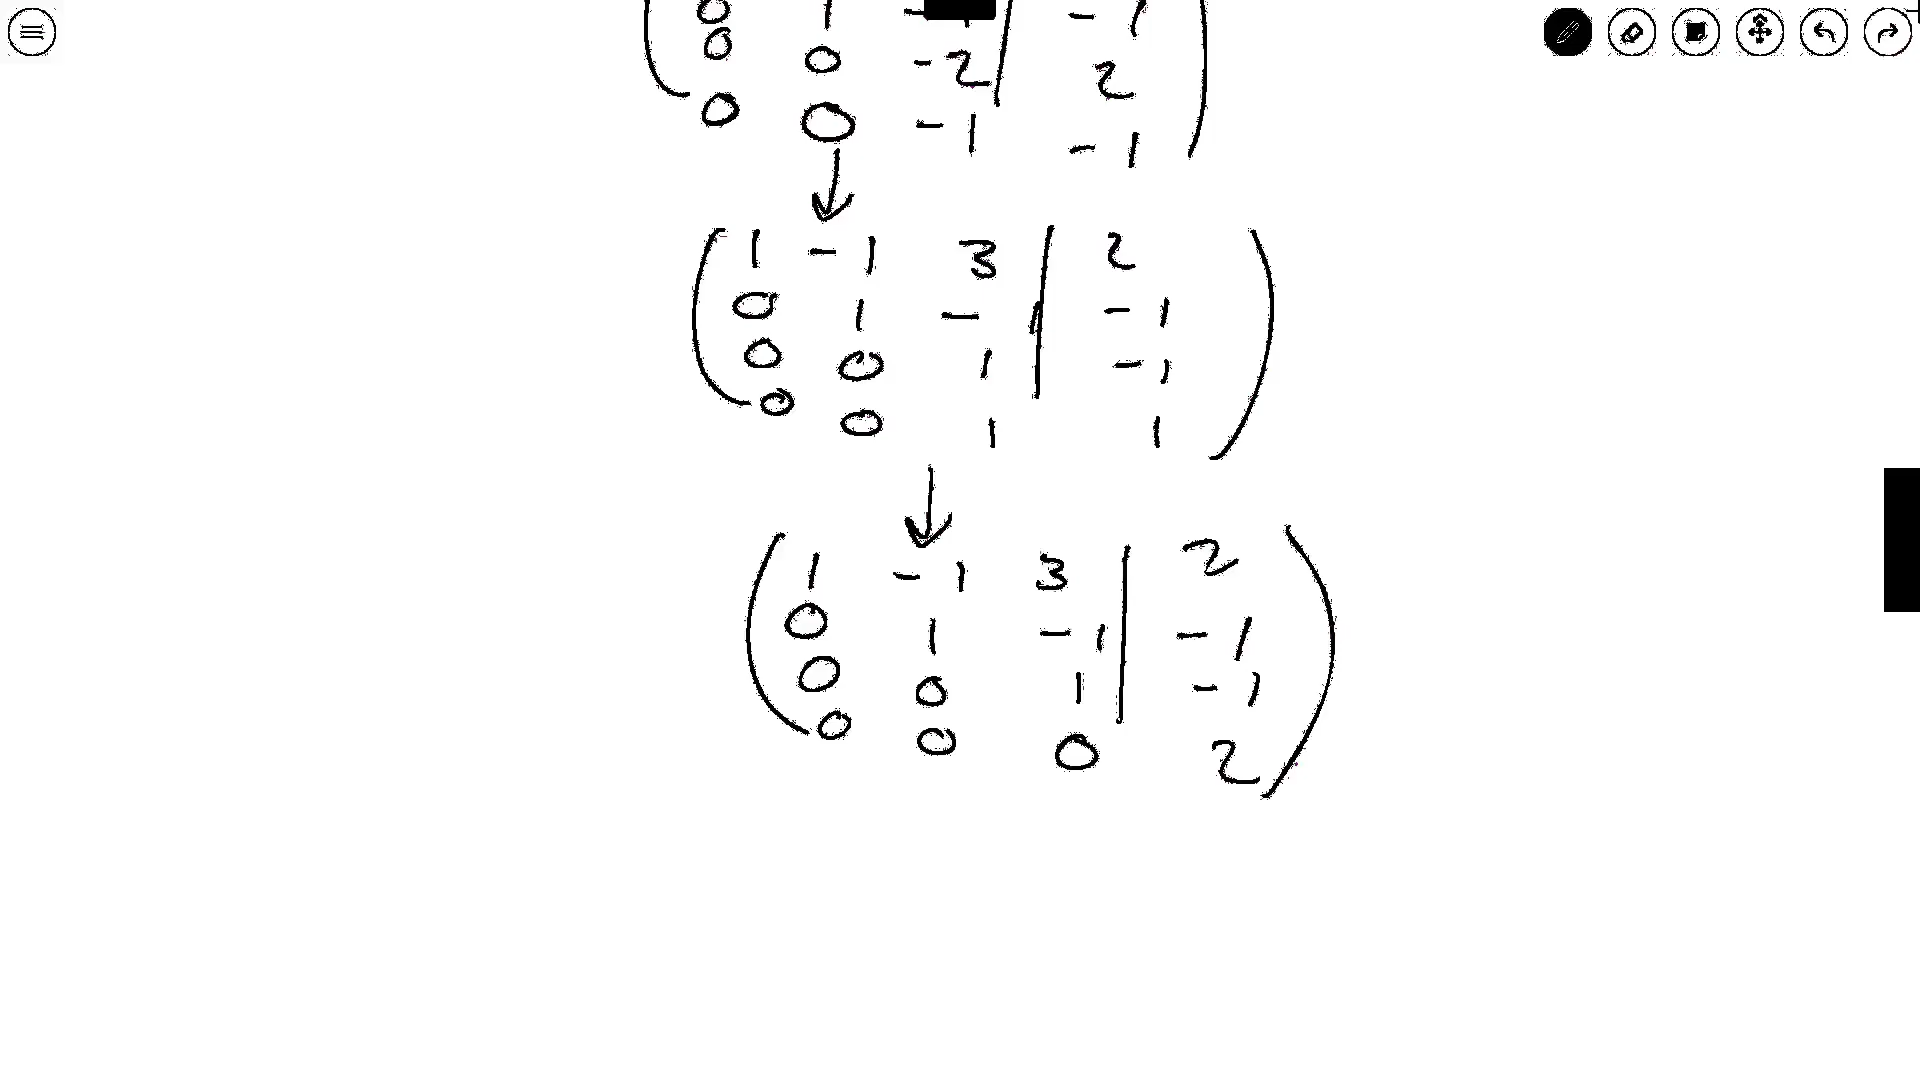 0 1 - 1 | - 1
0 0 -2 | 2
0 0 -1 -1
1 -1 3 | 2
0 1 -1 | -1
0 0 1 | -1
0 0 1 1
1 -1 3 | 2
0 1 -1 | -1
0 0 1 | -1
0 0 0 2